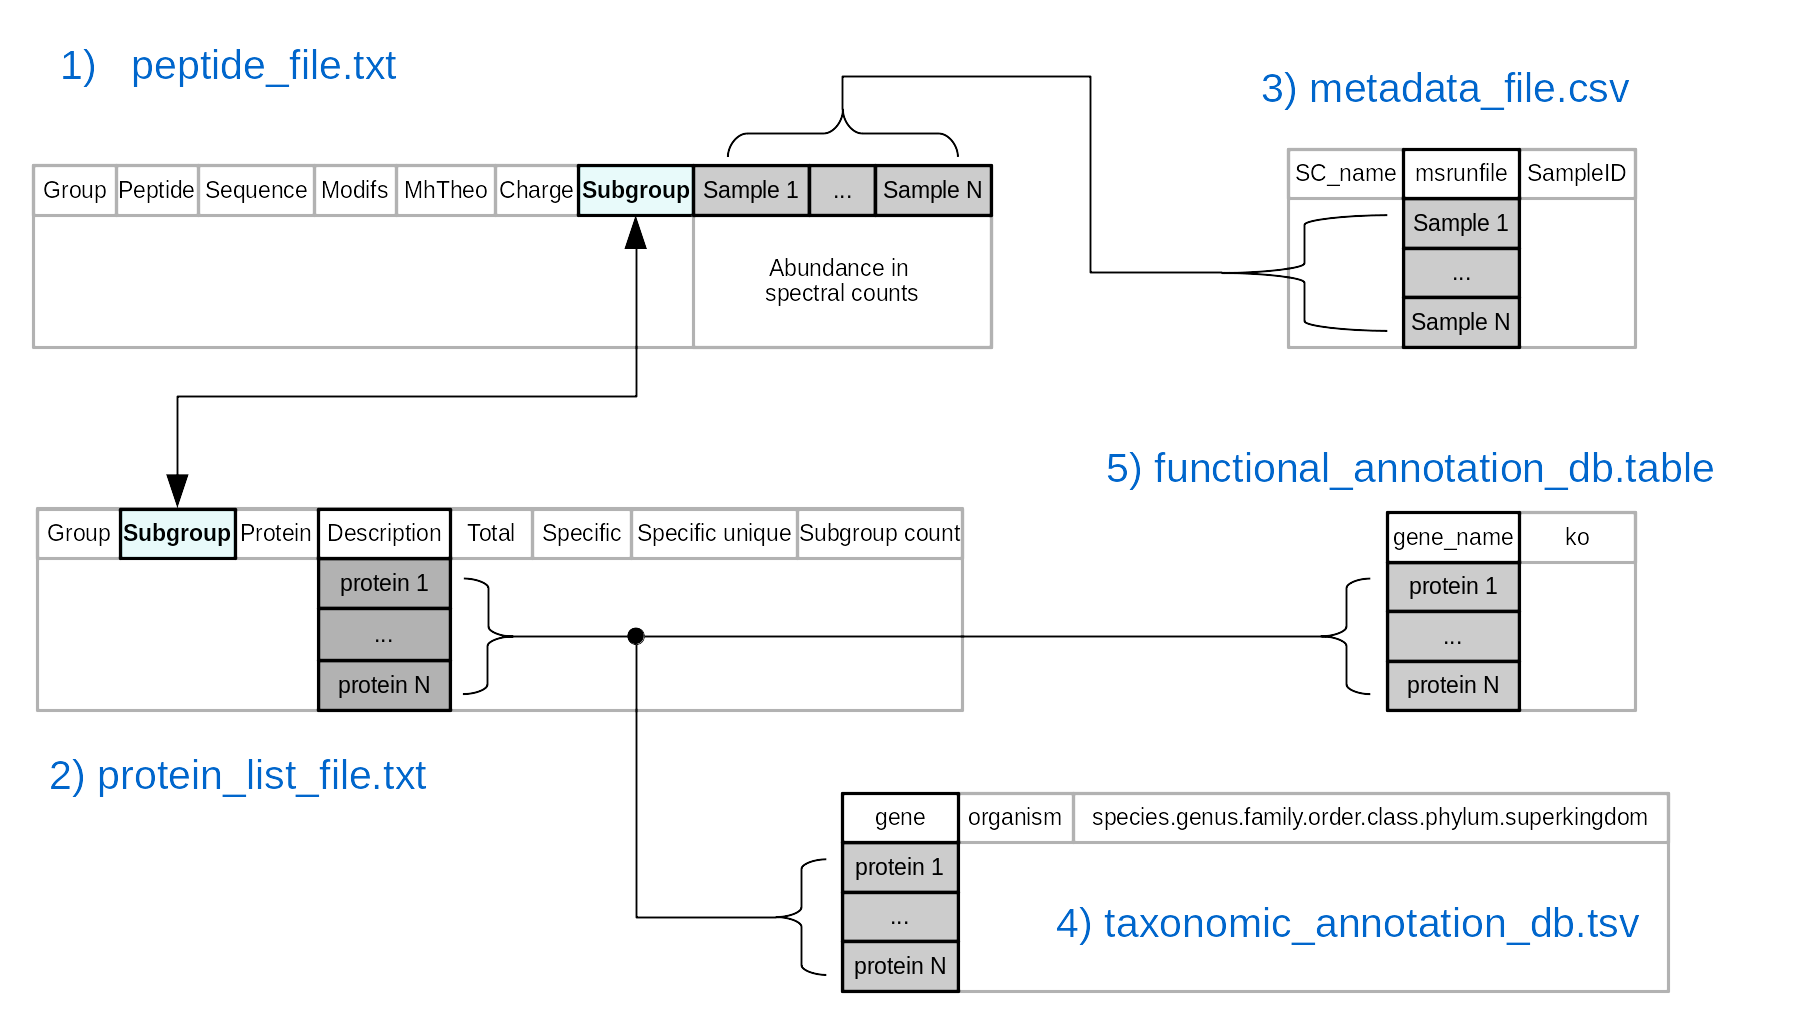 1) peptide_file.txt
Group Peptide Sequence Modifs MhTheo Charge Subgroup Sample 1 ... Sample N
Abundance in
spectral counts
3) metadata_file.csv
SC_name msrunfile SampleID
Sample 1
...
Sample N
Group Subgroup Protein Description Total Specific Specific unique Subgroup count
protein 1
...
protein N
2) protein_list_file.txt
5) functional_annotation_db.table
gene_name ko
protein 1
...
protein N
gene organism species.genus.family.order.class.phylum.superkingdom
protein 1
...
protein N
4) taxonomic_annotation_db.tsv